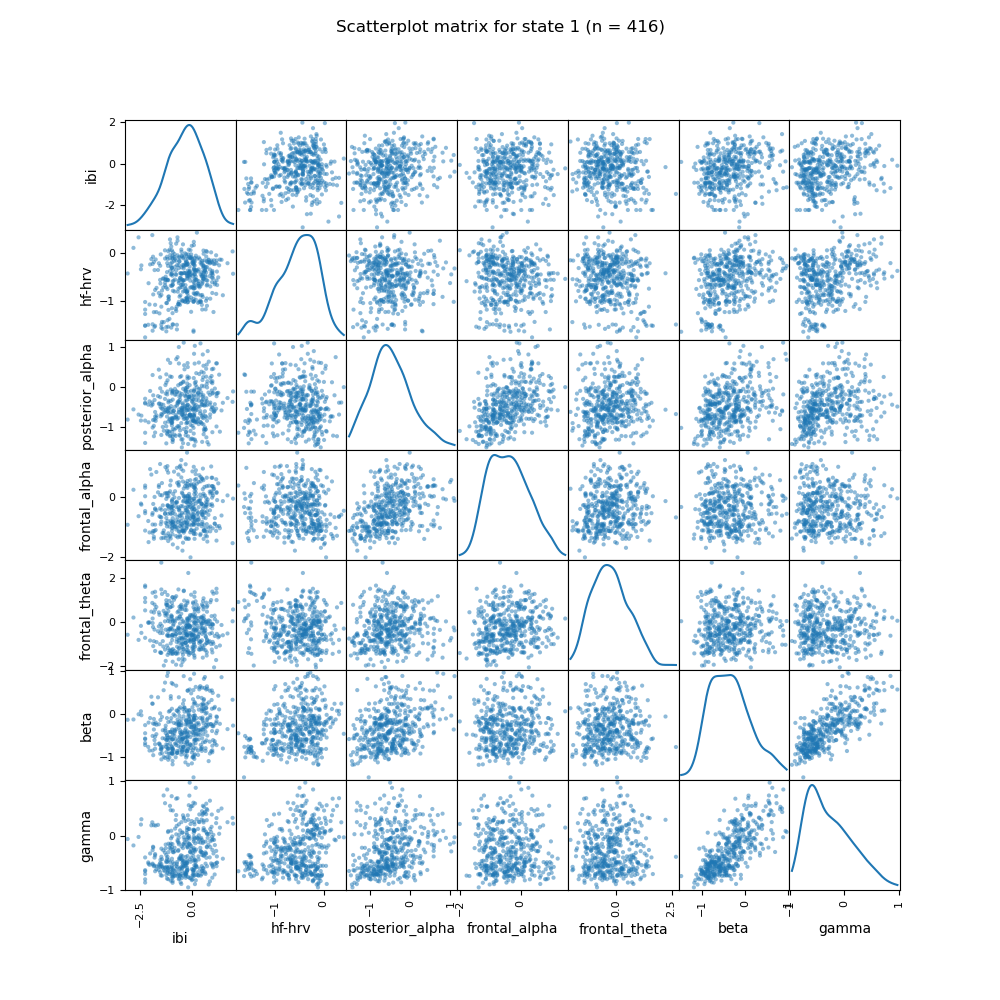 Scatterplot matrix for state 1 (n = 416)
2
0
-2
ibi
0
−1
hf-hrv
1
0
−1
posterior_alpha
0
−2
frontal_alpha
2
0
−2
frontal_theta
1
0
−1
beta
1
0
−1
gamma
−2.5 0.0 −1 0 −1 0 1 −2 0 0.0 2.5 −1 0 1 −1 0 1
ibi hf-hrv posterior_alpha frontal_alpha frontal_theta beta gamma